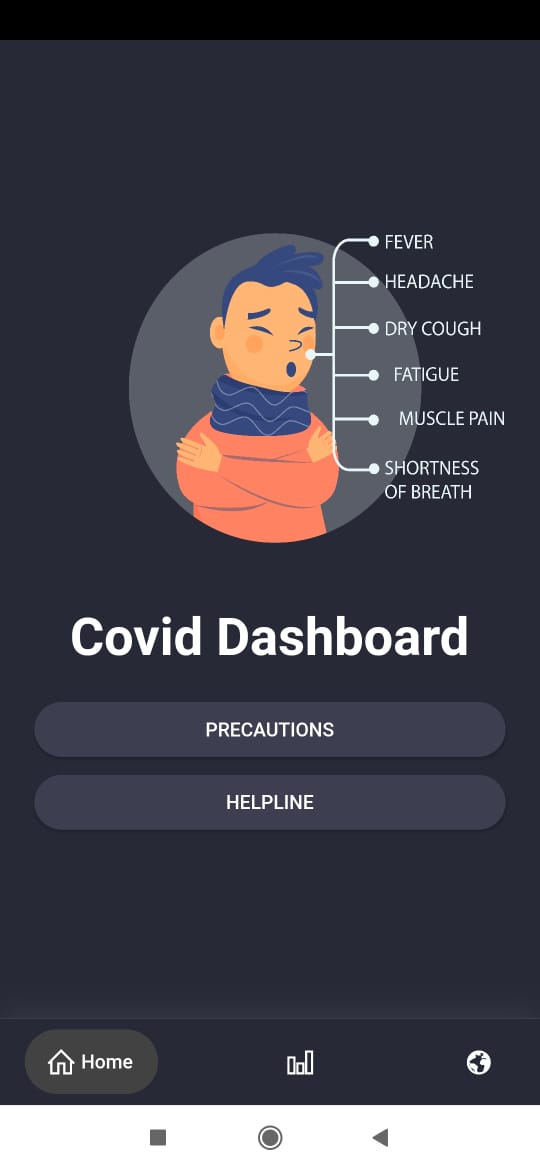 FEVER
HEADACHE
DRY COUGH
FATIGUE
MUSCLE PAIN
SHORTNESS
OF BREATH
Covid Dashboard
PRECAUTIONS
HELPLINE
Home